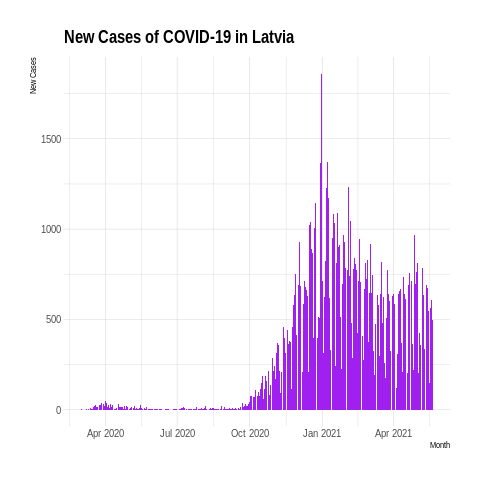 New Cases of COVID-19 in Latvia
New Cases
1500
1000
500
0
Apr 2020 Jul 2020 Oct 2020 Jan 2021 Apr 2021
Month